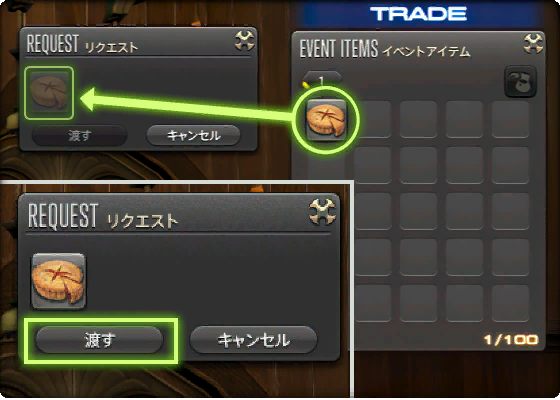 TRADE
REQUEST リクエスト
EVENT ITEMS イベントアイテム
1
渡す
キャンセル
REQUEST リクエスト
渡す
キャンセル
1/100